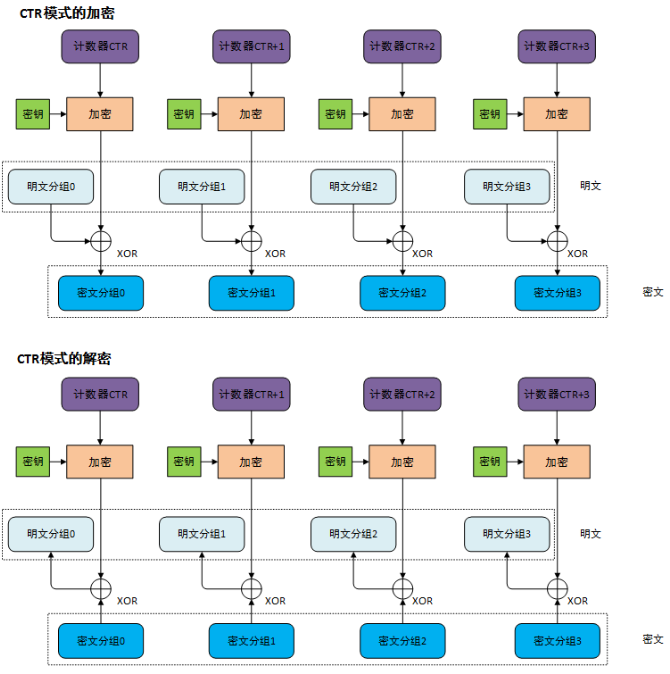 CTR模式的加密
计数器CTR 计数器CTR+1 计数器CTR+2 计数器CTR+3
密钥 加密 密钥 加密 密钥 加密 密钥 加密
明文分组0 明文分组1 明文分组2 明文分组3 明文
XOR XOR XOR XOR
密文分组0 密文分组1 密文分组2 密文分组3 密文
CTR模式的解密
计数器CTR 计数器CTR+1 计数器CTR+2 计数器CTR+3
密钥 加密 密钥 加密 密钥 加密 密钥 加密
明文分组0 明文分组1 明文分组2 明文分组3 明文
XOR XOR XOR XOR
密文分组0 密文分组1 密文分组2 密文分组3 密文